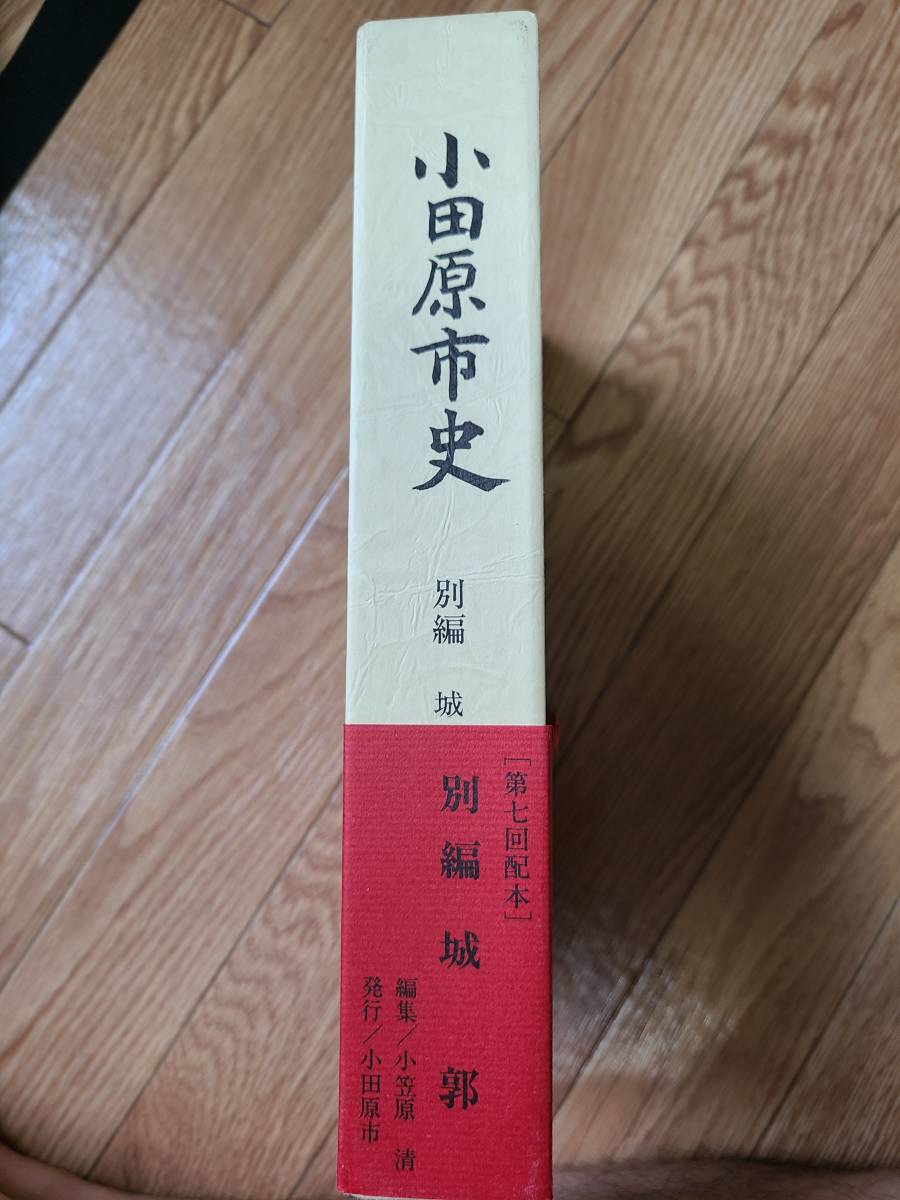 小田原市史
別編 城
[第七回配本]
別編 城郭
編集/小笠原 清
発行/小田原市